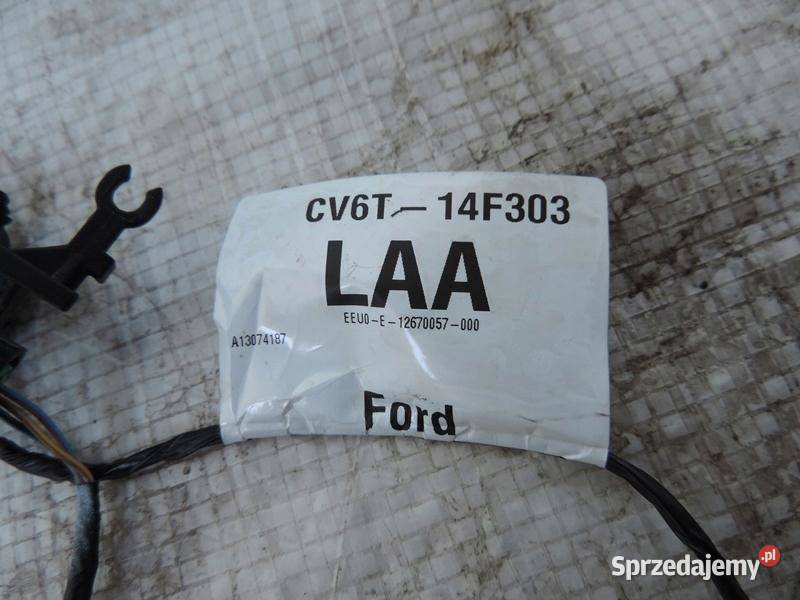 CV6T-14F303
LAA
EEU0-E-12670057-000
A13074187
Ford
Sprzedajemy.pl